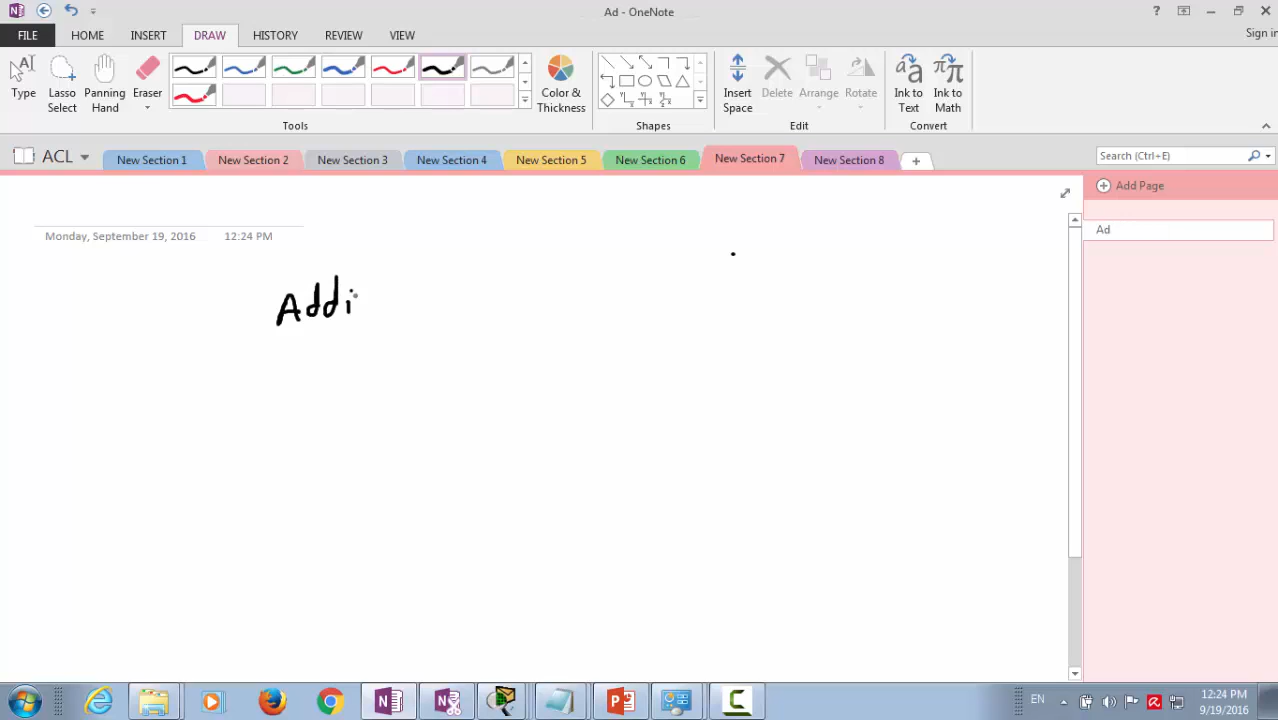 Ad - OneNote
?
FILE HOME INSERT DRAW HISTORY REVIEW VIEW
Sign in
Type
Lasso Select
Panning Hand
Eraser
Color & Thickness
Insert Space
Delete
Arrange
Rotate
Ink to Text
Ink to Math
Tools
Shapes
Edit
Convert
ACL
New Section 1
New Section 2
New Section 3
New Section 4
New Section 5
New Section 6
New Section 7
New Section 8
Search (Ctrl+E)
Add Page
Monday, September 19, 2016 12:24 PM
Ad
Addi
EN
12:24 PM
9/19/2016